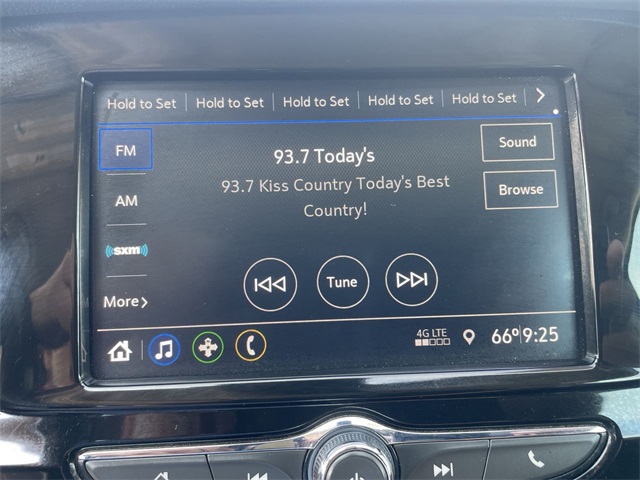 Hold to Set Hold to Set Hold to Set Hold to Set Hold to Set
FM
93.7 Today's
Sound
93.7 Kiss Country Today's Best
Country!
Browse
AM
sxm
Tune
More
4G LTE
66° 9:25